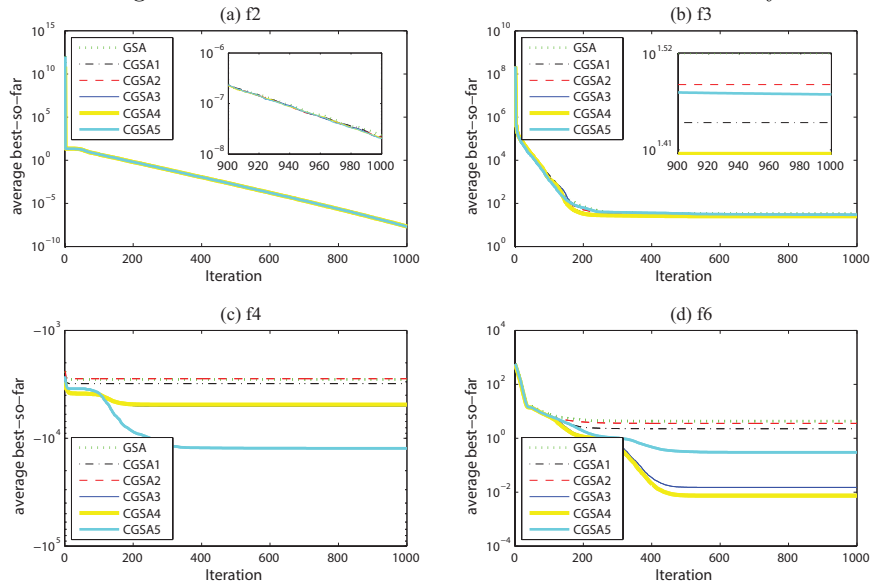 (a) f2
10^15
10^10
10^5
10^0
10^−5
10^−10
average best−so−far
GSA
CGSA1
CGSA2
CGSA3
CGSA4
CGSA5
10^−6
10^−7
10^−8
900 920 940 960 980 1000
0 200 400 600 800 1000
Iteration
(b) f3
10^10
10^8
10^6
10^4
10^2
10^0
average best−so−far
GSA
CGSA1
CGSA2
CGSA3
CGSA4
CGSA5
10^1.52
10^1.41
900 920 940 960 980 1000
0 200 400 600 800 1000
Iteration
(c) f4
−10^3
−10^4
−10^5
average best−so−far
GSA
CGSA1
CGSA2
CGSA3
CGSA4
CGSA5
0 200 400 600 800 1000
Iteration
(d) f6
10^4
10^2
10^0
10^−2
10^−4
average best−so−far
GSA
CGSA1
CGSA2
CGSA3
CGSA4
CGSA5
0 200 400 600 800 1000
Iteration